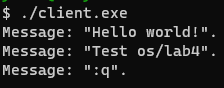 $ ./client.exe
Message: "Hello world!".
Message: "Test os/lab4".
Message: ":q".